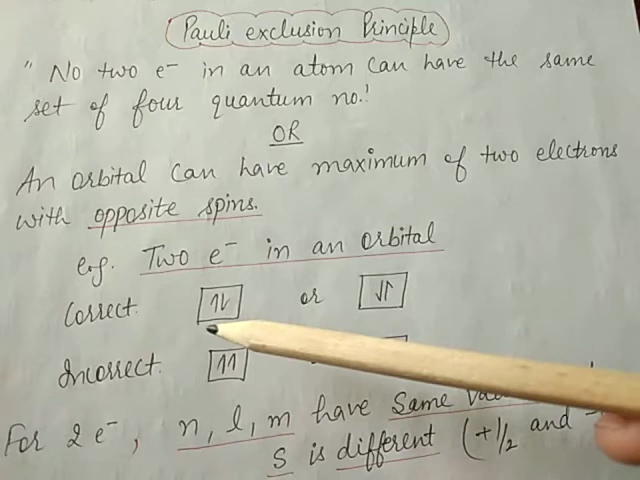 Pauli exclusion Principle
" No two e⁻ in an atom can have the same
set of four quantum no.'
OR
An orbital can have maximum of two electrons
with opposite spins.
e.g. Two e⁻ in an orbital
Correct. ↿⇂ or ⇃↾
Incorrect. ↿↿
For 2 e⁻, n, l, m have same
s is different (+1/2 and -